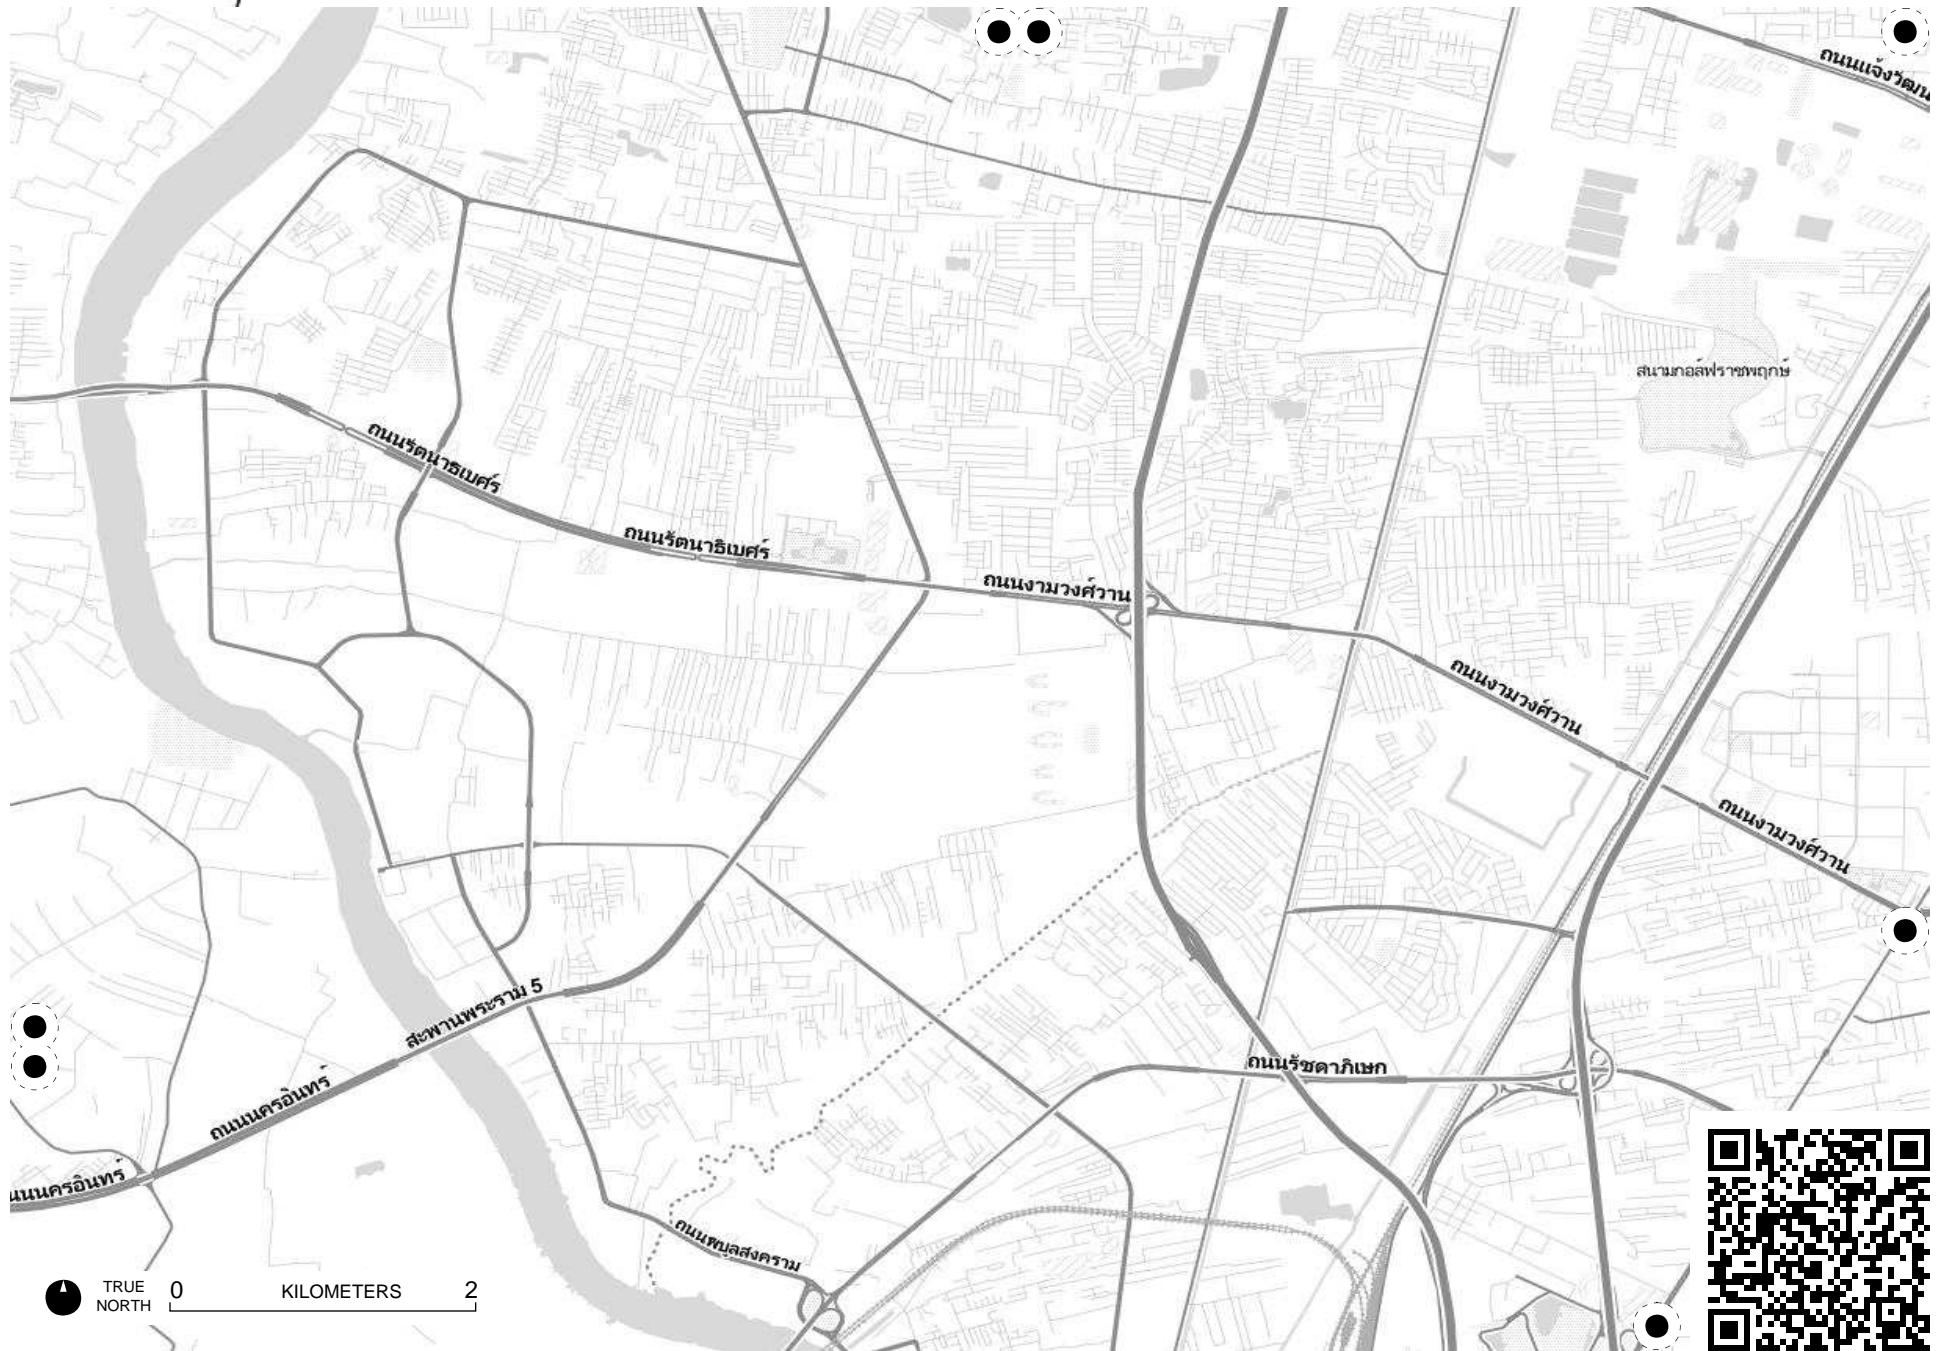 ถนนแจ้งวัฒน
สนามกอล์ฟราชพฤกษ์
ถนนรัตนาธิเบศร์
ถนนรัตนาธิเบศร์
ถนนงามวงศ์วาน
ถนนงามวงศ์วาน
ถนนงามวงศ์วาน
สะพานพระราม 5
ถนนรัชดาภิเษก
ถนนนครอินทร์
นนนครอินทร์
ถนนพิบูลสงคราม
TRUE NORTH
0 KILOMETERS 2